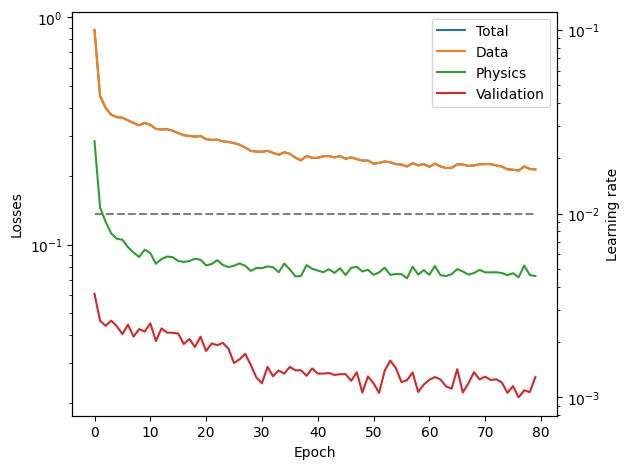 10⁰
10⁻¹
Losses
Total
Data
Physics
Validation
10⁻¹
10⁻²
10⁻³
Learning rate
0 10 20 30 40 50 60 70 80
Epoch